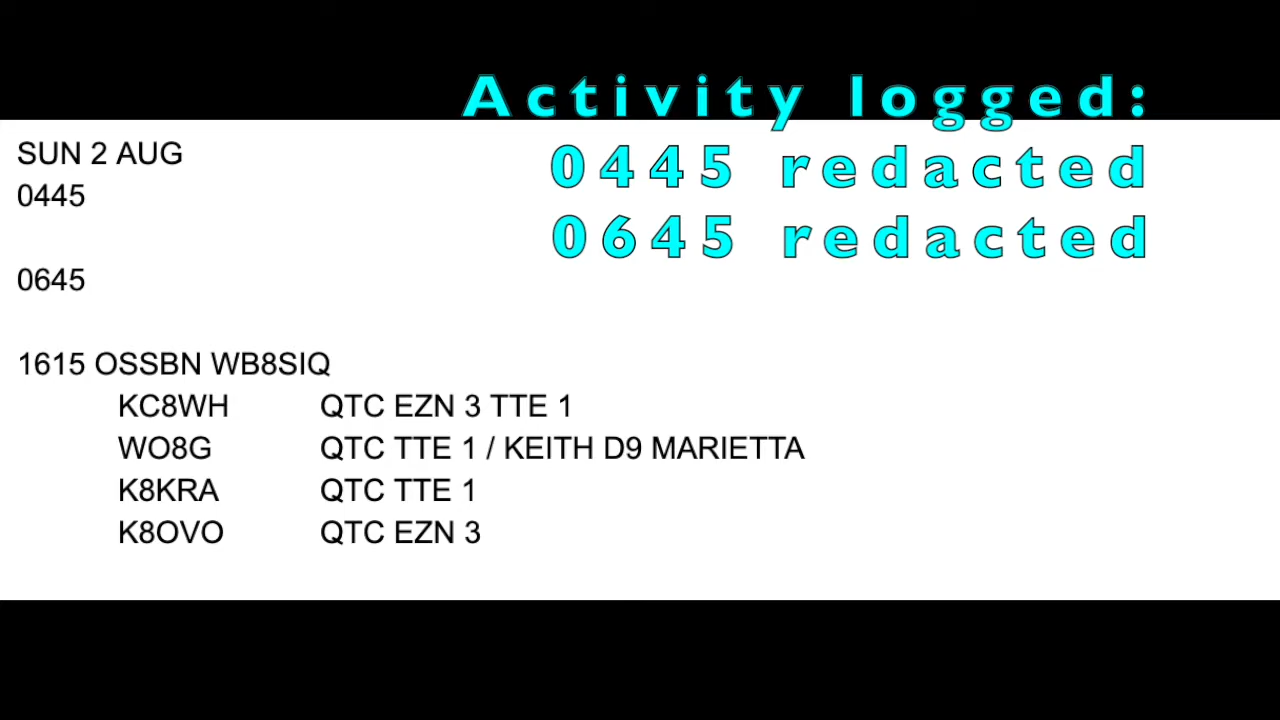 Activity logged:
0445 redacted
0645 redacted
SUN 2 AUG
0445
0645
1615 OSSBN WB8SIQ
KC8WH QTC EZN 3 TTE 1
WO8G QTC TTE 1 / KEITH D9 MARIETTA
K8KRA QTC TTE 1
K8OVO QTC EZN 3